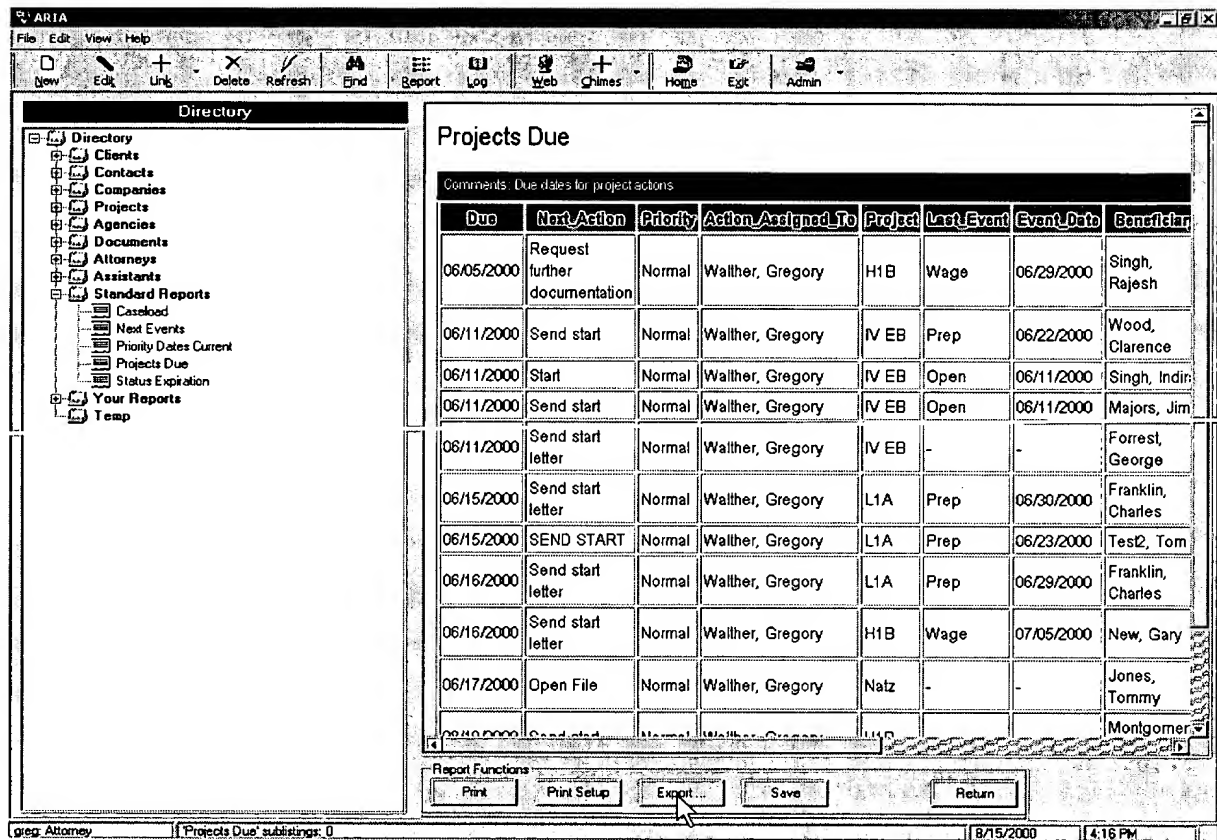 ARIA
File Edit View Help
New Edit Link Delete Refresh Find Report Log Web Chimes Home Exit Admin
Directory
Directory
Clients
Contacts
Companies
Projects
Agencies
Documents
Attorneys
Assistants
Standard Reports
Caseload
Next Events
Priority Dates Current
Projects Due
Status Expiration
Your Reports
Temp
Projects Due
Comments: Due dates for project actions
Due Next_Action Priority Action_Assigned_To Project Last_Event Event_Date Beneficiar
06/05/2000 Request further documentation Normal Walther, Gregory H1B Wage 06/29/2000 Singh, Rajesh
06/11/2000 Send start Normal Walther, Gregory IV EB Prep 06/22/2000 Wood, Clarence
06/11/2000 Start Normal Walther, Gregory IV EB Open 06/11/2000 Singh, Indir
06/11/2000 Send start Normal Walther, Gregory IV EB Open 06/11/2000 Majors, Jim
06/11/2000 Send start letter Normal Walther, Gregory IV EB - - Forrest, George
06/15/2000 Send start letter Normal Walther, Gregory L1A Prep 06/30/2000 Franklin, Charles
06/15/2000 SEND START Normal Walther, Gregory L1A Prep 06/23/2000 Test2, Tom
06/16/2000 Send start letter Normal Walther, Gregory L1A Prep 06/29/2000 Franklin, Charles
06/16/2000 Send start letter Normal Walther, Gregory H1B Wage 07/05/2000 New, Gary
06/17/2000 Open File Normal Walther, Gregory Natz - - Jones, Tommy
Send start Normal Walther, Gregory H1B Montgomer
Report Functions
Print Print Setup Export... Save Return
greg: Attorney 'Projects Due' sublistings: 0 8/15/2000 4:16 PM